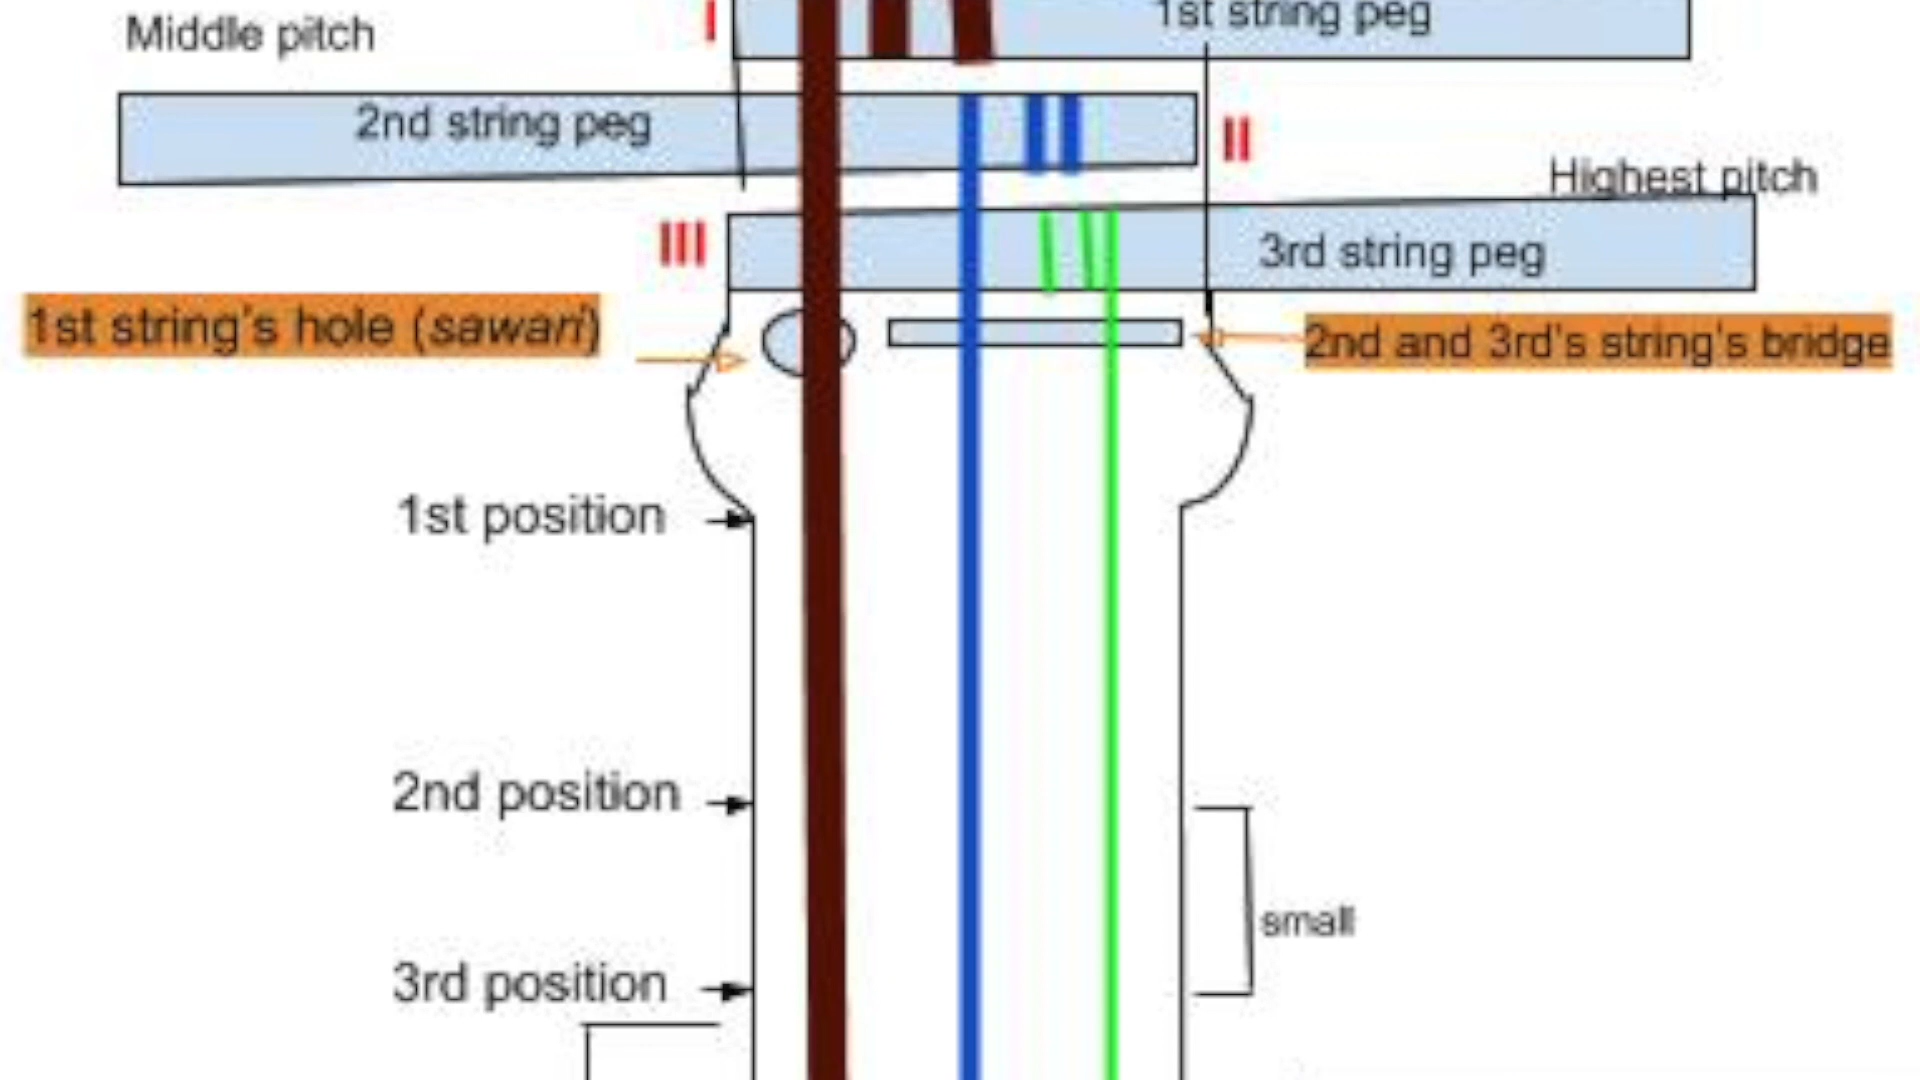 I
1st string peg
Middle pitch
2nd string peg
II
Highest pitch
III
3rd string peg
1st string's hole (sawari)
2nd and 3rd's string's bridge
1st position
2nd position
small
3rd position